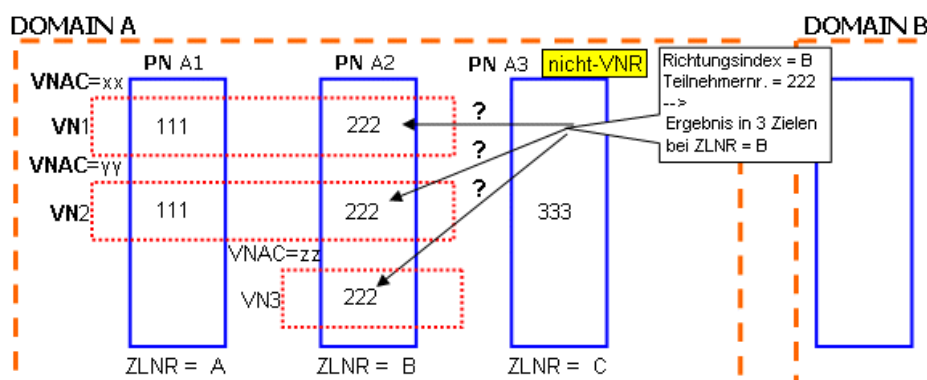 DOMAIN A
DOMAIN B
PN A1
PN A2
PN A3
nicht-VNR
Richtungsindex = B
Teilnehmernr. = 222
-->
Ergebnis in 3 Zielen
bei ZLNR = B
VNAC=xx
VN1
111
222
?
VNAC=yy
?
VN2
111
222
?
333
VNAC=zz
VN3
222
ZLNR = A
ZLNR = B
ZLNR = C